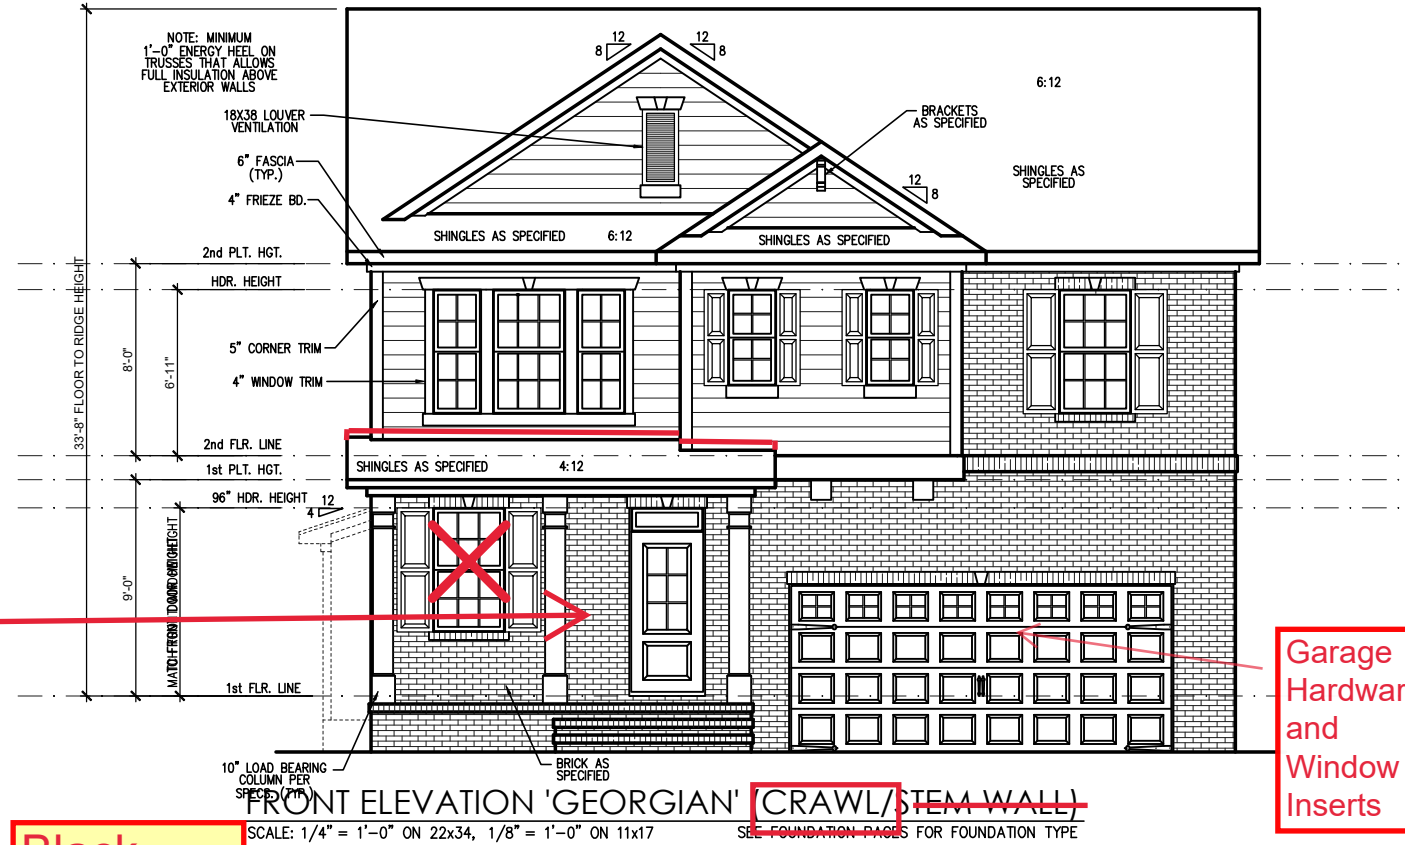 NOTE: MINIMUM
1'-0" ENERGY HEEL ON
TRUSSES THAT ALLOWS
FULL INSULATION ABOVE
EXTERIOR WALLS
12
8
12
8
6:12
18X38 LOUVER
VENTILATION
BRACKETS
AS SPECIFIED
6" FASCIA
(TYP.)
4" FRIEZE BD.
SHINGLES AS
SPECIFIED
12
8
SHINGLES AS SPECIFIED 6:12
SHINGLES AS SPECIFIED
2nd PLT. HGT.
HDR. HEIGHT
33'-8" FLOOR TO RIDGE HEIGHT
8'-0"
6'-11"
5" CORNER TRIM
4" WINDOW TRIM
2nd FLR. LINE
1st PLT. HGT.
SHINGLES AS SPECIFIED 4:12
96" HDR. HEIGHT
12
4
9'-0"
1st FLR. LINE
Garage
Hardwar
and
Window
Inserts
10" LOAD BEARING
COLUMN PER
SPECS. (TYP.)
BRICK AS
SPECIFIED
FRONT ELEVATION 'GEORGIAN' (CRAWL/STEM WALL)
SCALE: 1/4" = 1'-0" ON 22x34, 1/8" = 1'-0" ON 11x17
SEE FOUNDATION PAGES FOR FOUNDATION TYPE
Block